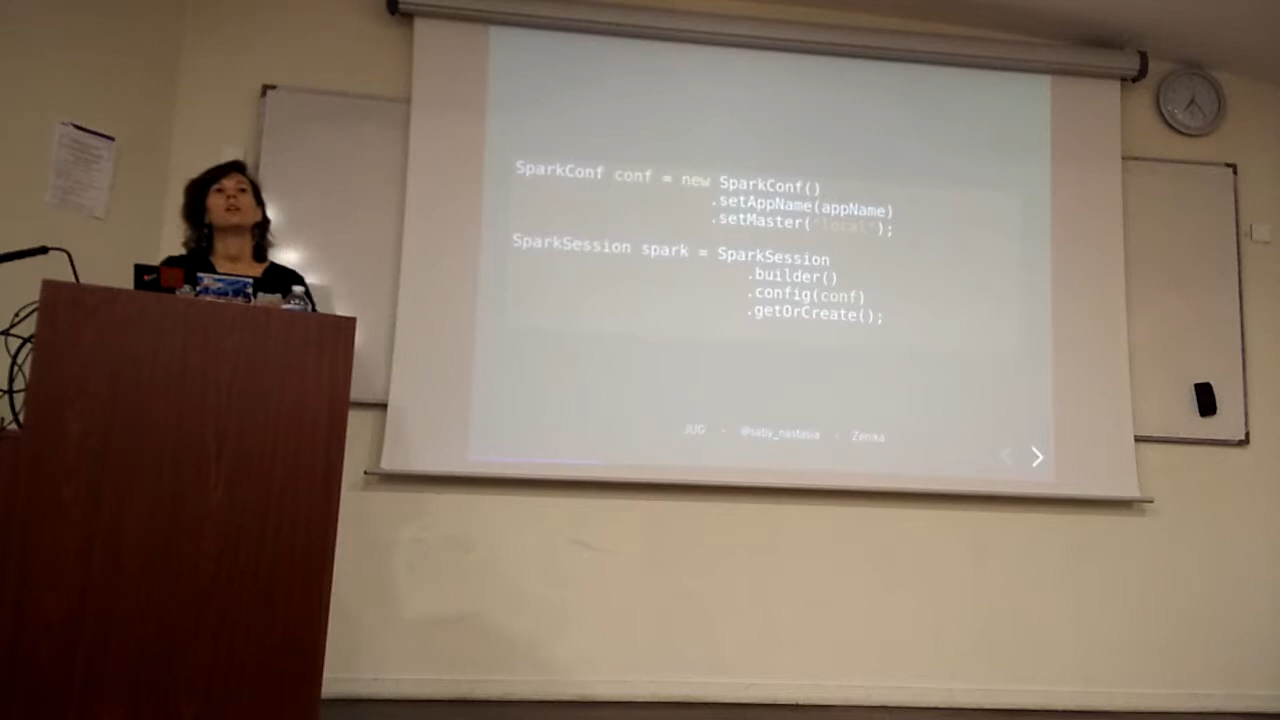 SparkConf conf = new SparkConf()
.setAppName(appName)
.setMaster("local");
SparkSession spark = SparkSession
.builder()
.config(conf)
.getOrCreate();
JUG - @saby_nastasia - Zenika